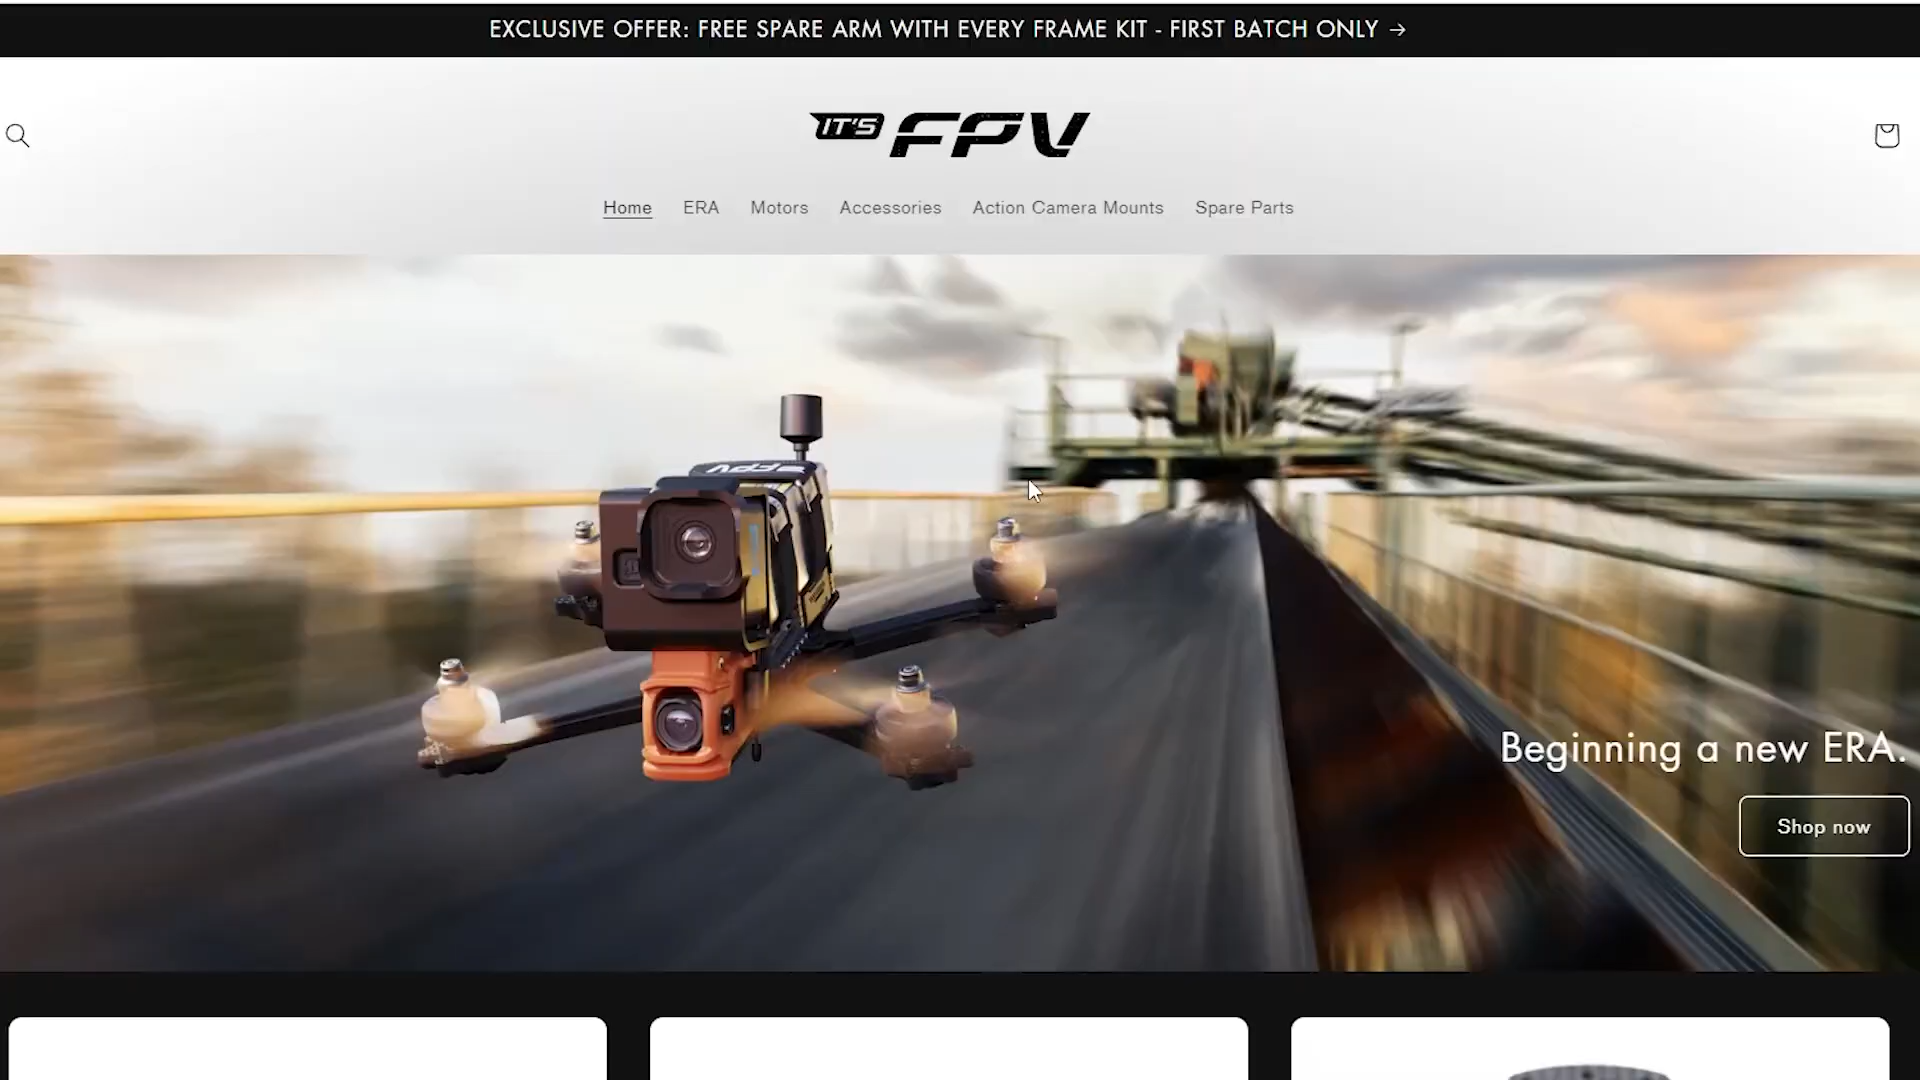 EXCLUSIVE OFFER: FREE SPARE ARM WITH EVERY FRAME KIT - FIRST BATCH ONLY →
IT'S FPV
Home ERA Motors Accessories Action Camera Mounts Spare Parts
FPV
Beginning a new ERA.
Shop now